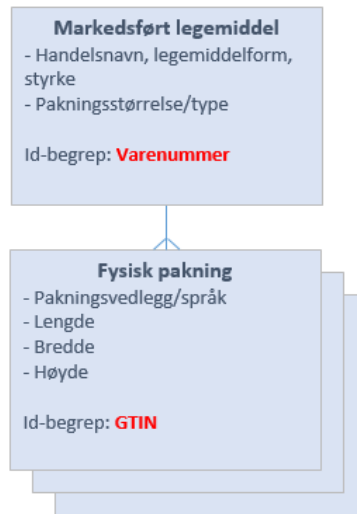 Markedsført legemiddel
- Handelsnavn, legemiddelform,
styrke
- Pakningsstørrelse/type
Id-begrep: Varenummer
Fysisk pakning
- Pakningsvedlegg/språk
- Lengde
- Bredde
- Høyde
Id-begrep: GTIN